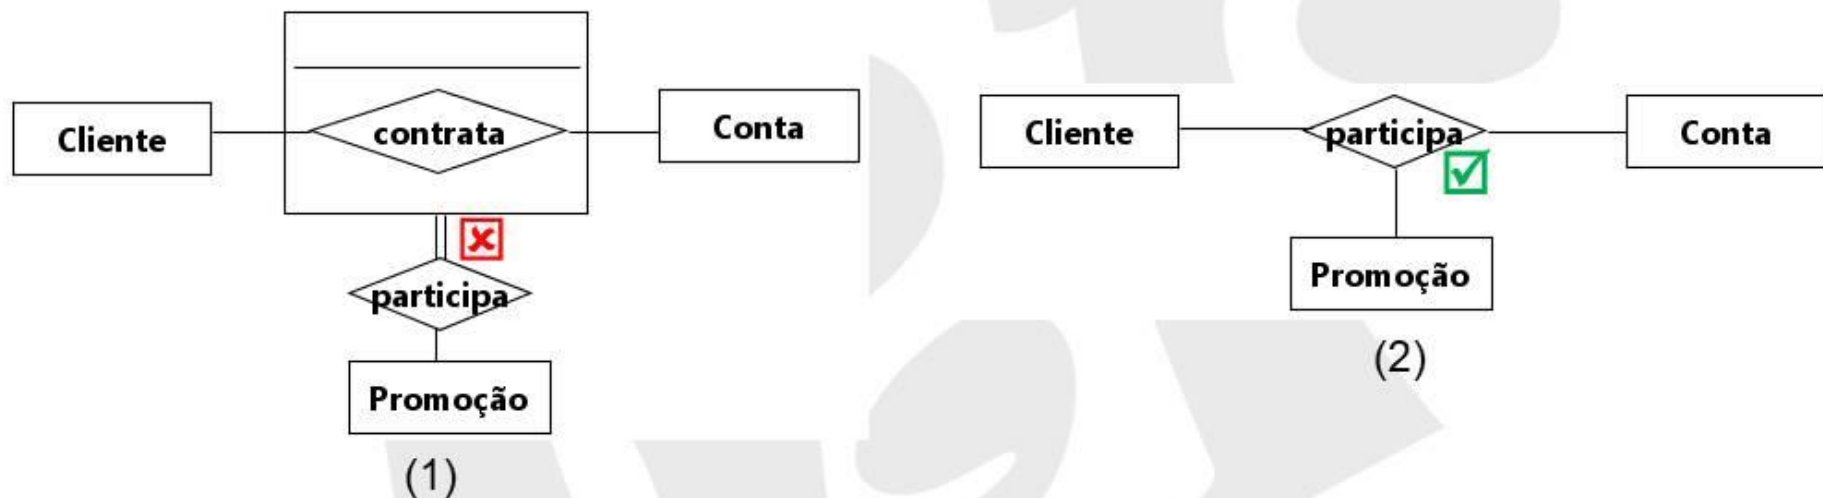 Cliente
contrata
Conta
participa
Promoção
(1)
Cliente
participa
Conta
Promoção
(2)